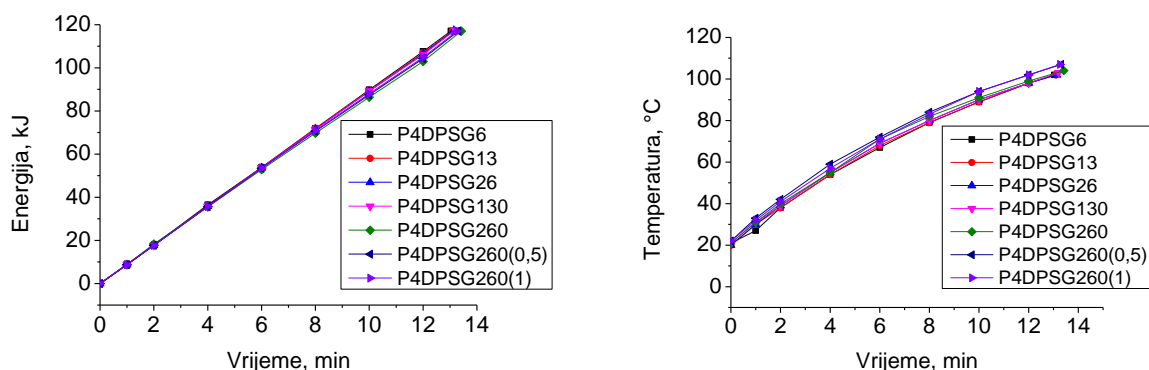 120
100
80
60
40
20
0
Energija, kJ
P4DPSG6
P4DPSG13
P4DPSG26
P4DPSG130
P4DPSG260
P4DPSG260(0,5)
P4DPSG260(1)
0 2 4 6 8 10 12 14
Vrijeme, min
120
100
80
60
40
20
0
Temperatura, °C
P4DPSG6
P4DPSG13
P4DPSG26
P4DPSG130
P4DPSG260
P4DPSG260(0,5)
P4DPSG260(1)
0 2 4 6 8 10 12 14
Vrijeme, min